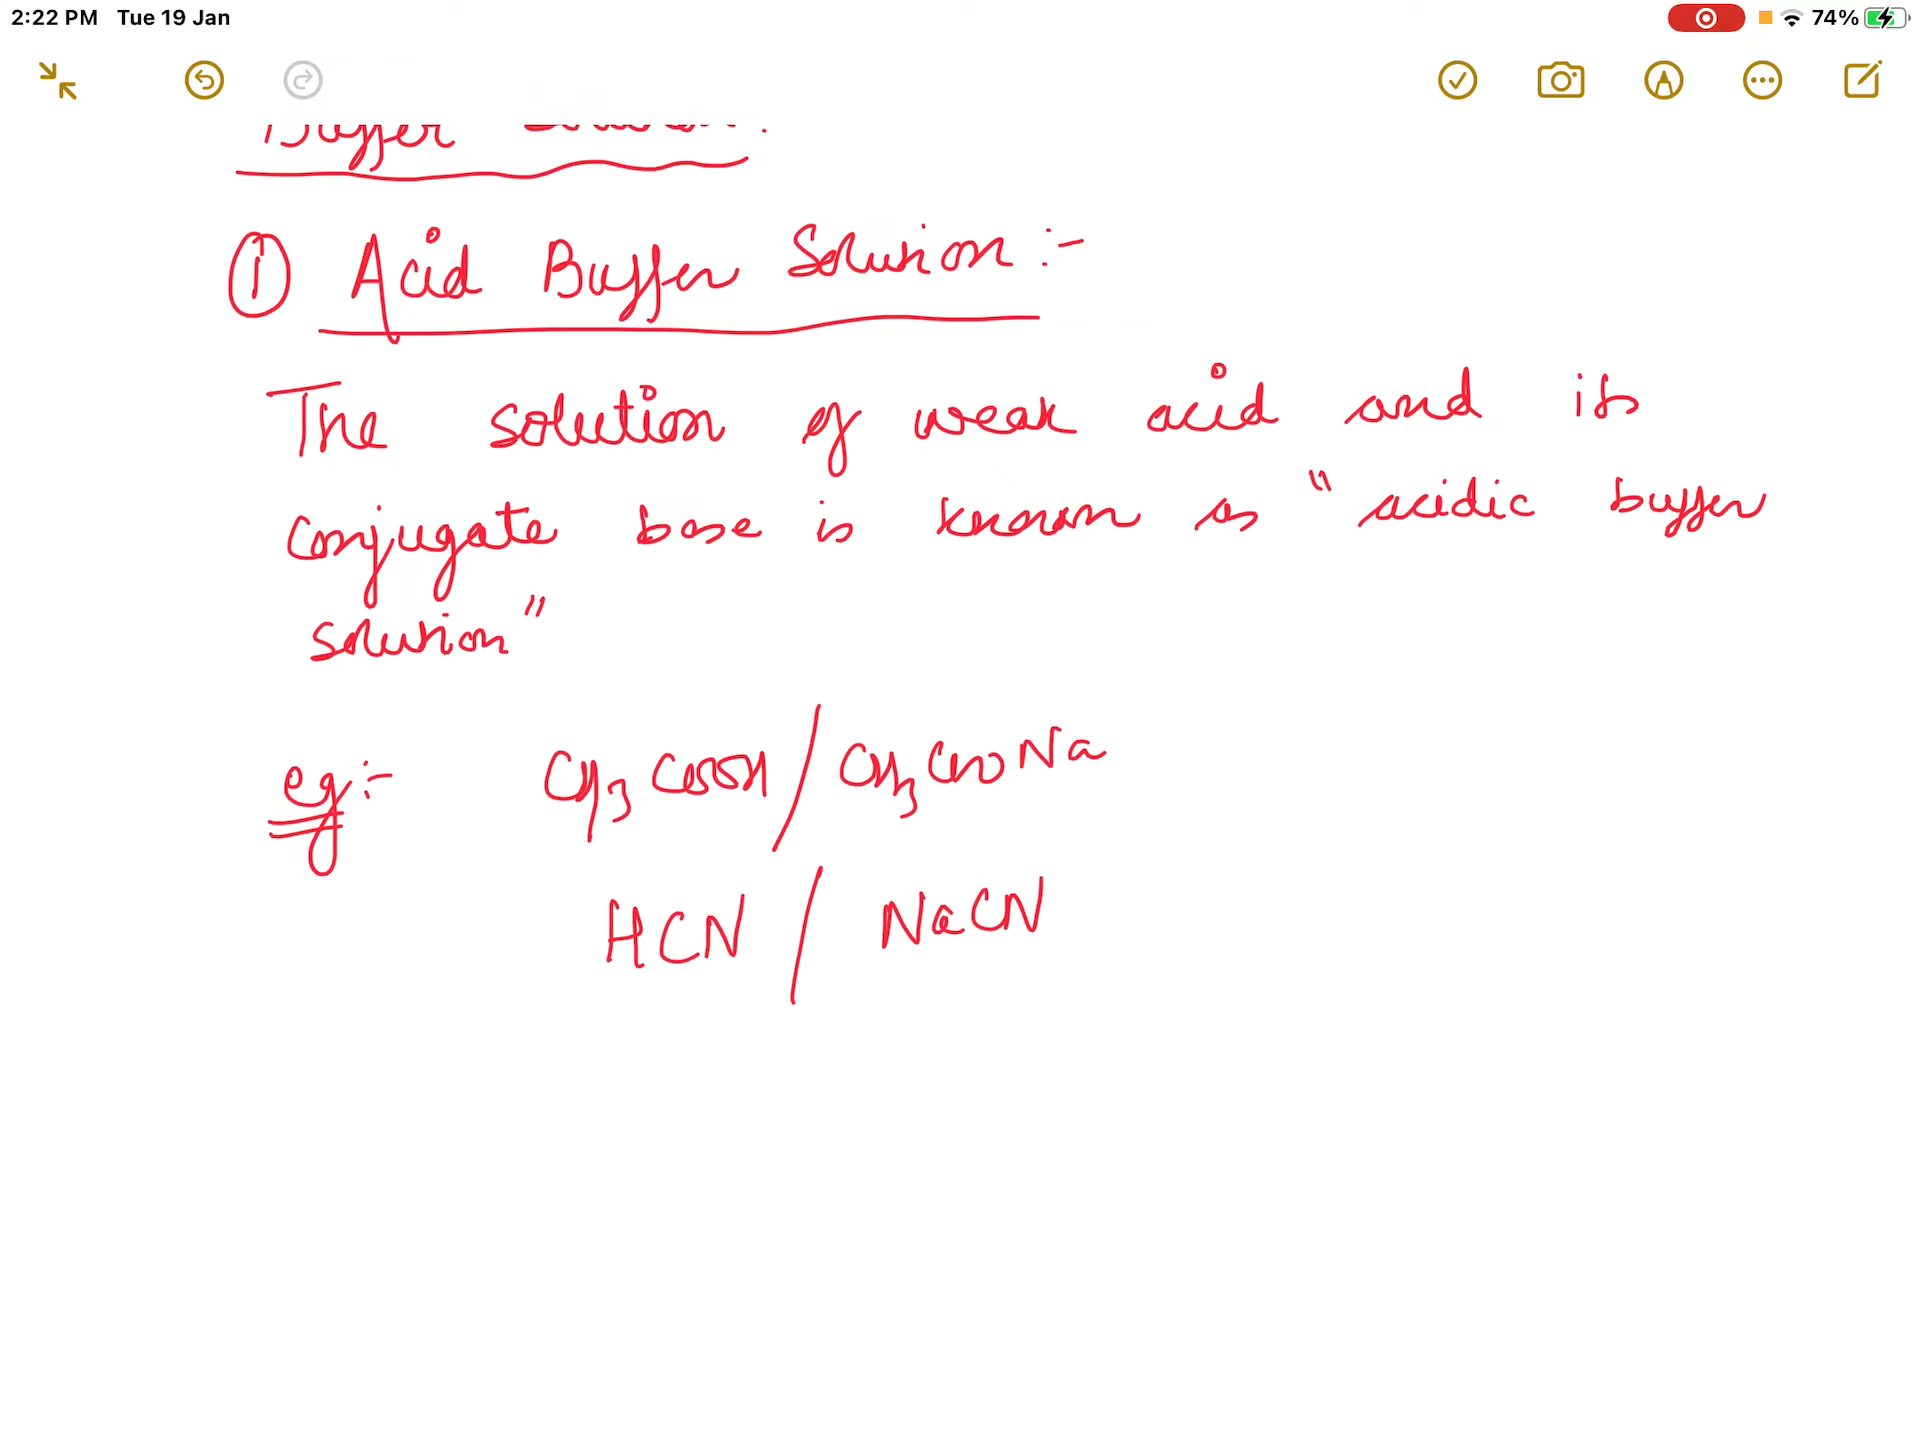 2:22 PM Tue 19 Jan 74%
Buffer
① Acid Buffer Solution :-
The solution of weak acid and its
conjugate base is known as " acidic buffer
solution "
eg :- CH3COOH / CH3COONa
HCN / NaCN